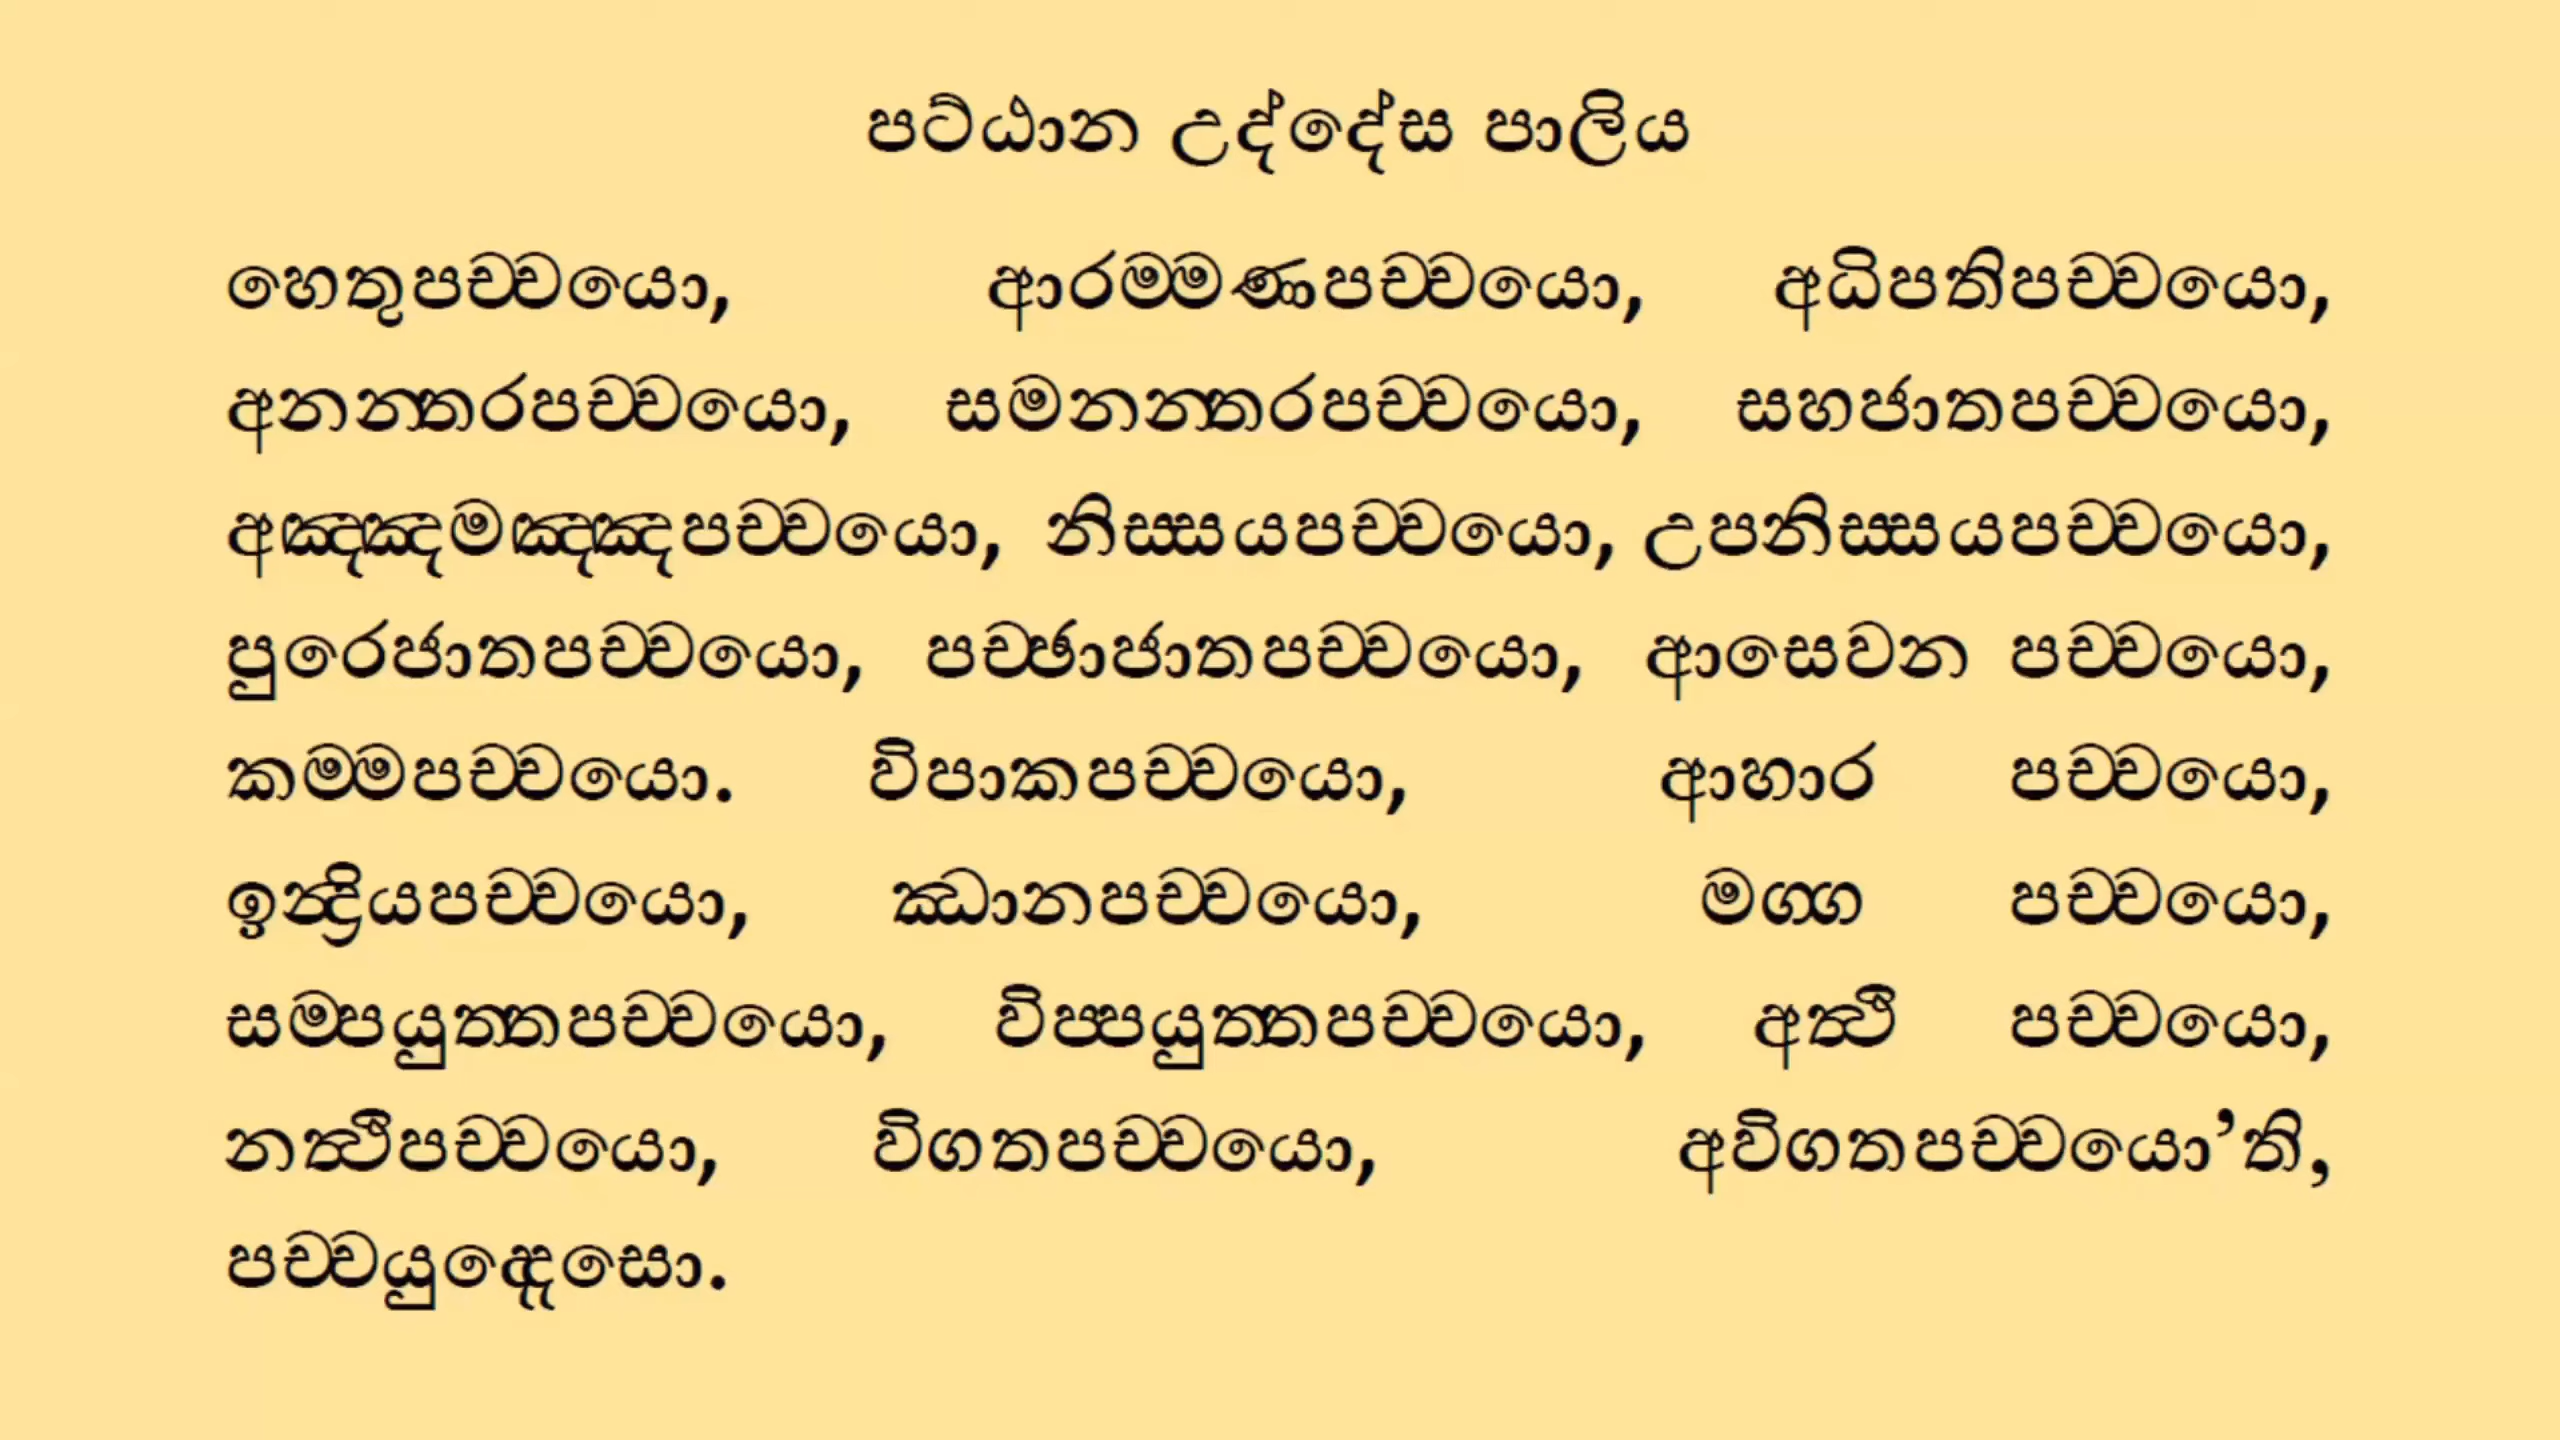 පට්ඨාන උද්දේස පාලිය
හෙතුපච්‍චයො, ආරම්‍මණපච්‍චයො, අධිපතිපච්‍චයො,
අනන්‍තරපච්‍චයො, සමනන්‍තරපච්‍චයො, සහජාතපච්‍චයො,
අඤ්‍ඤමඤ්‍ඤපච්‍චයො, නිස්‍සයපච්‍චයො, උපනිස්‍සයපච්‍චයො,
පුරෙජාතපච්‍චයො, පච්‍ඡාජාතපච්‍චයො, ආසෙවන පච්‍චයො,
කම්‍මපච්‍චයො. විපාකපච්‍චයො, ආහාර පච්‍චයො,
ඉන්‍ද්‍රියපච්‍චයො, ඣානපච්‍චයො, මග්‍ග පච්‍චයො,
සම්‍පයුත්‍තපච්‍චයො, විප්‍පයුත්‍තපච්‍චයො, අත්‍ථි පච්‍චයො,
නත්‍ථිපච්‍චයො, විගතපච්‍චයො, අවිගතපච්‍චයො’ති,
පච්‍චයුද්‍දෙසො.